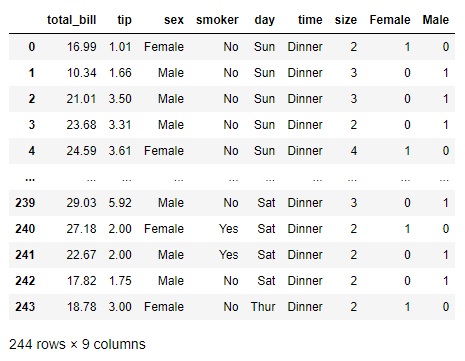 total_bill tip sex smoker day time size Female Male
0 16.99 1.01 Female No Sun Dinner 2 1 0
1 10.34 1.66 Male No Sun Dinner 3 0 1
2 21.01 3.50 Male No Sun Dinner 3 0 1
3 23.68 3.31 Male No Sun Dinner 2 0 1
4 24.59 3.61 Female No Sun Dinner 4 1 0
... ... ... ... ... ... ... ... ... ...
239 29.03 5.92 Male No Sat Dinner 3 0 1
240 27.18 2.00 Female Yes Sat Dinner 2 1 0
241 22.67 2.00 Male Yes Sat Dinner 2 0 1
242 17.82 1.75 Male No Sat Dinner 2 0 1
243 18.78 3.00 Female No Thur Dinner 2 1 0
244 rows × 9 columns